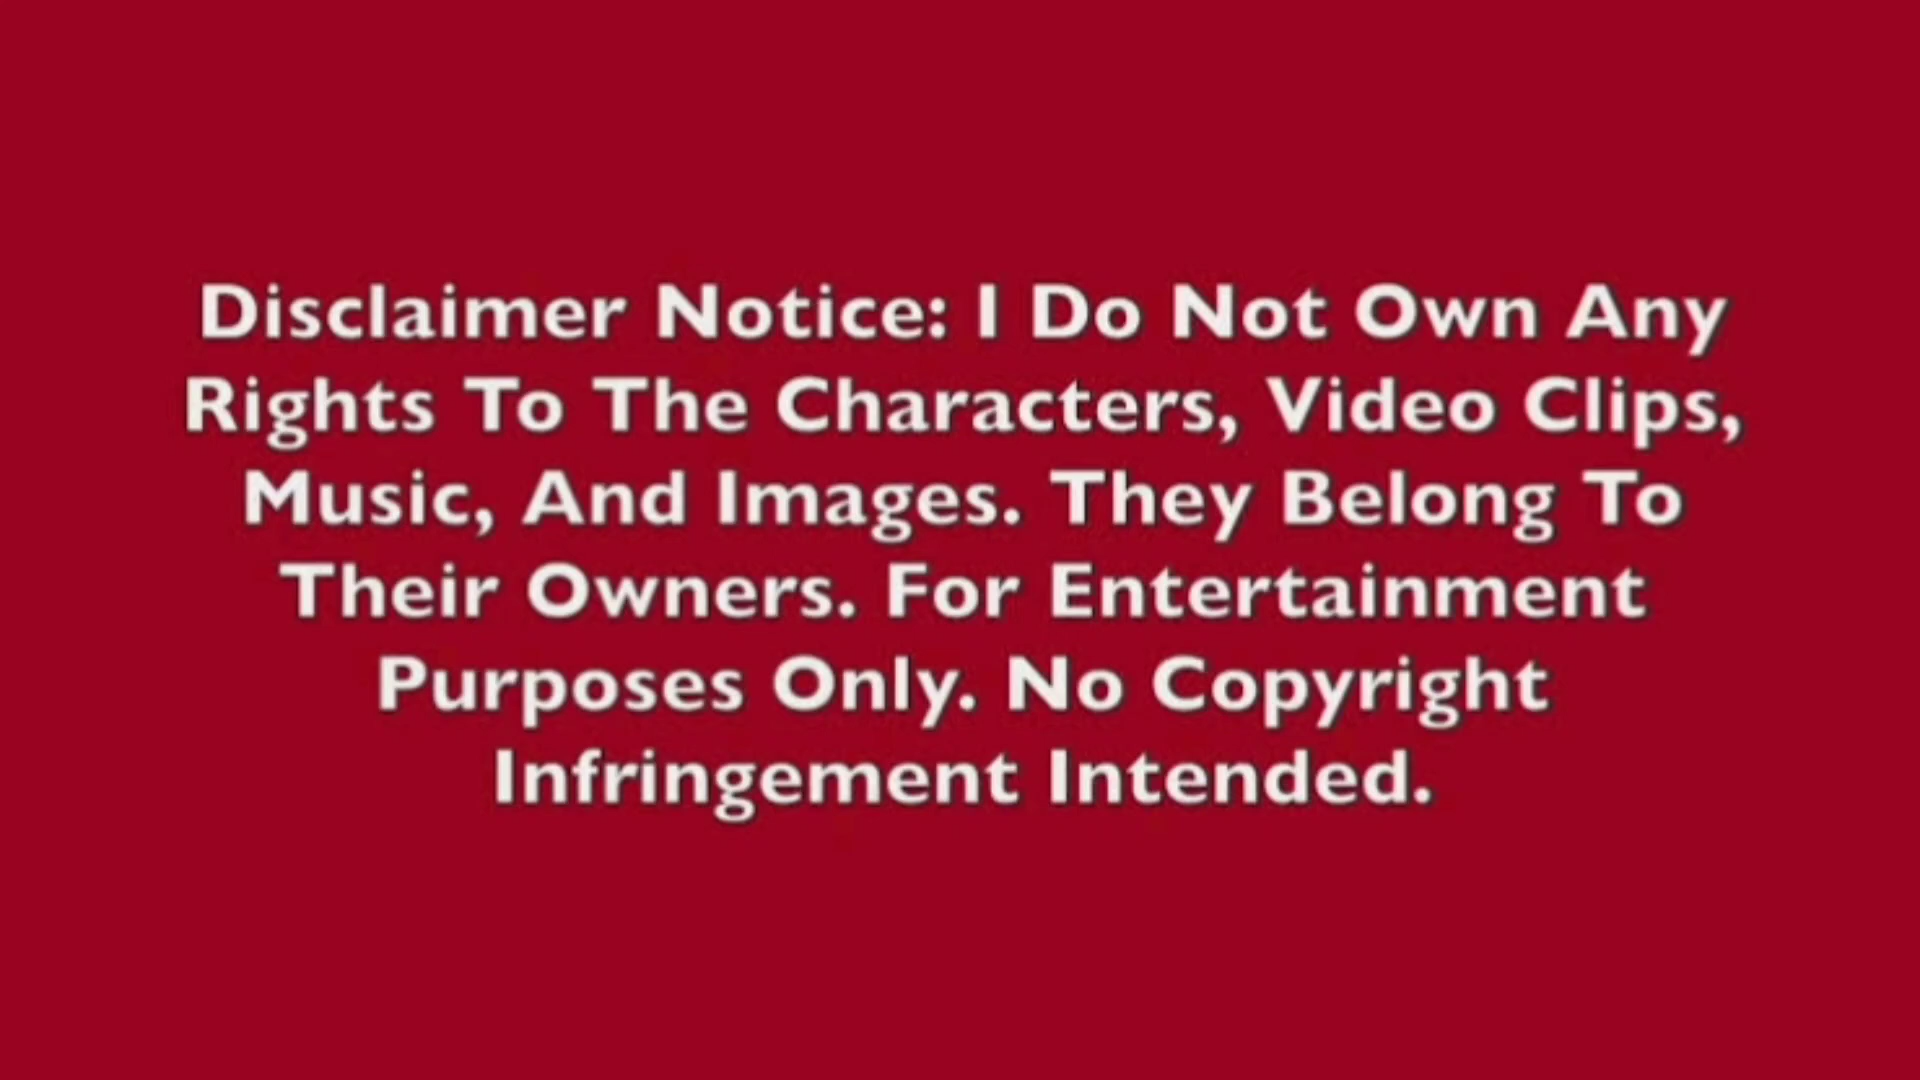 Disclaimer Notice: I Do Not Own Any
Rights To The Characters, Video Clips,
Music, And Images. They Belong To
Their Owners. For Entertainment
Purposes Only. No Copyright
Infringement Intended.